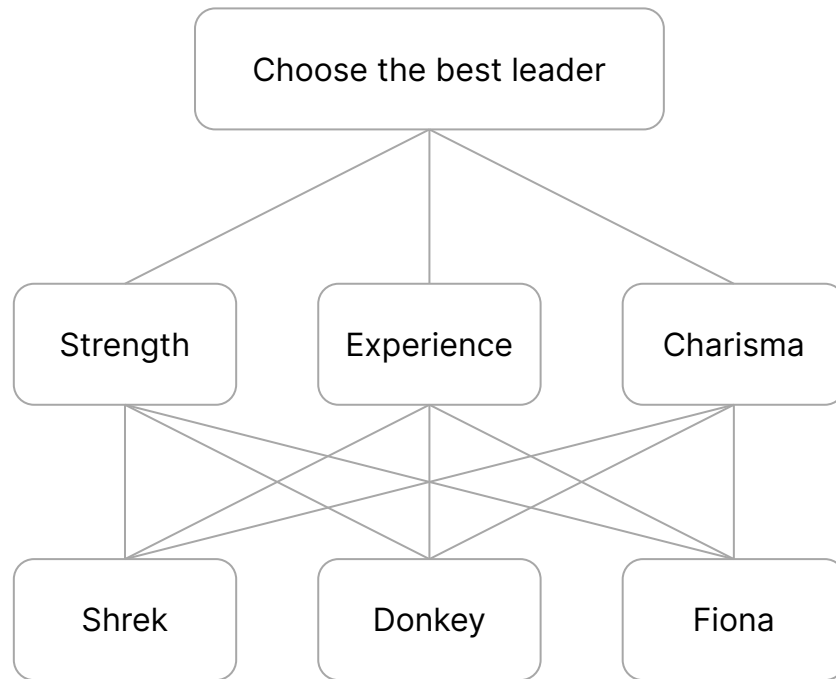 Choose the best leader
Strength
Experience
Charisma
Shrek
Donkey
Fiona